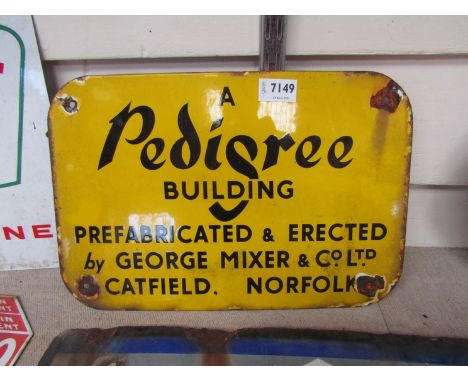 7149
A
Pedigree
BUILDING
PREFABRICATED & ERECTED
by GEORGE MIXER & Co LTD
CATFIELD. NORFOLK
NE